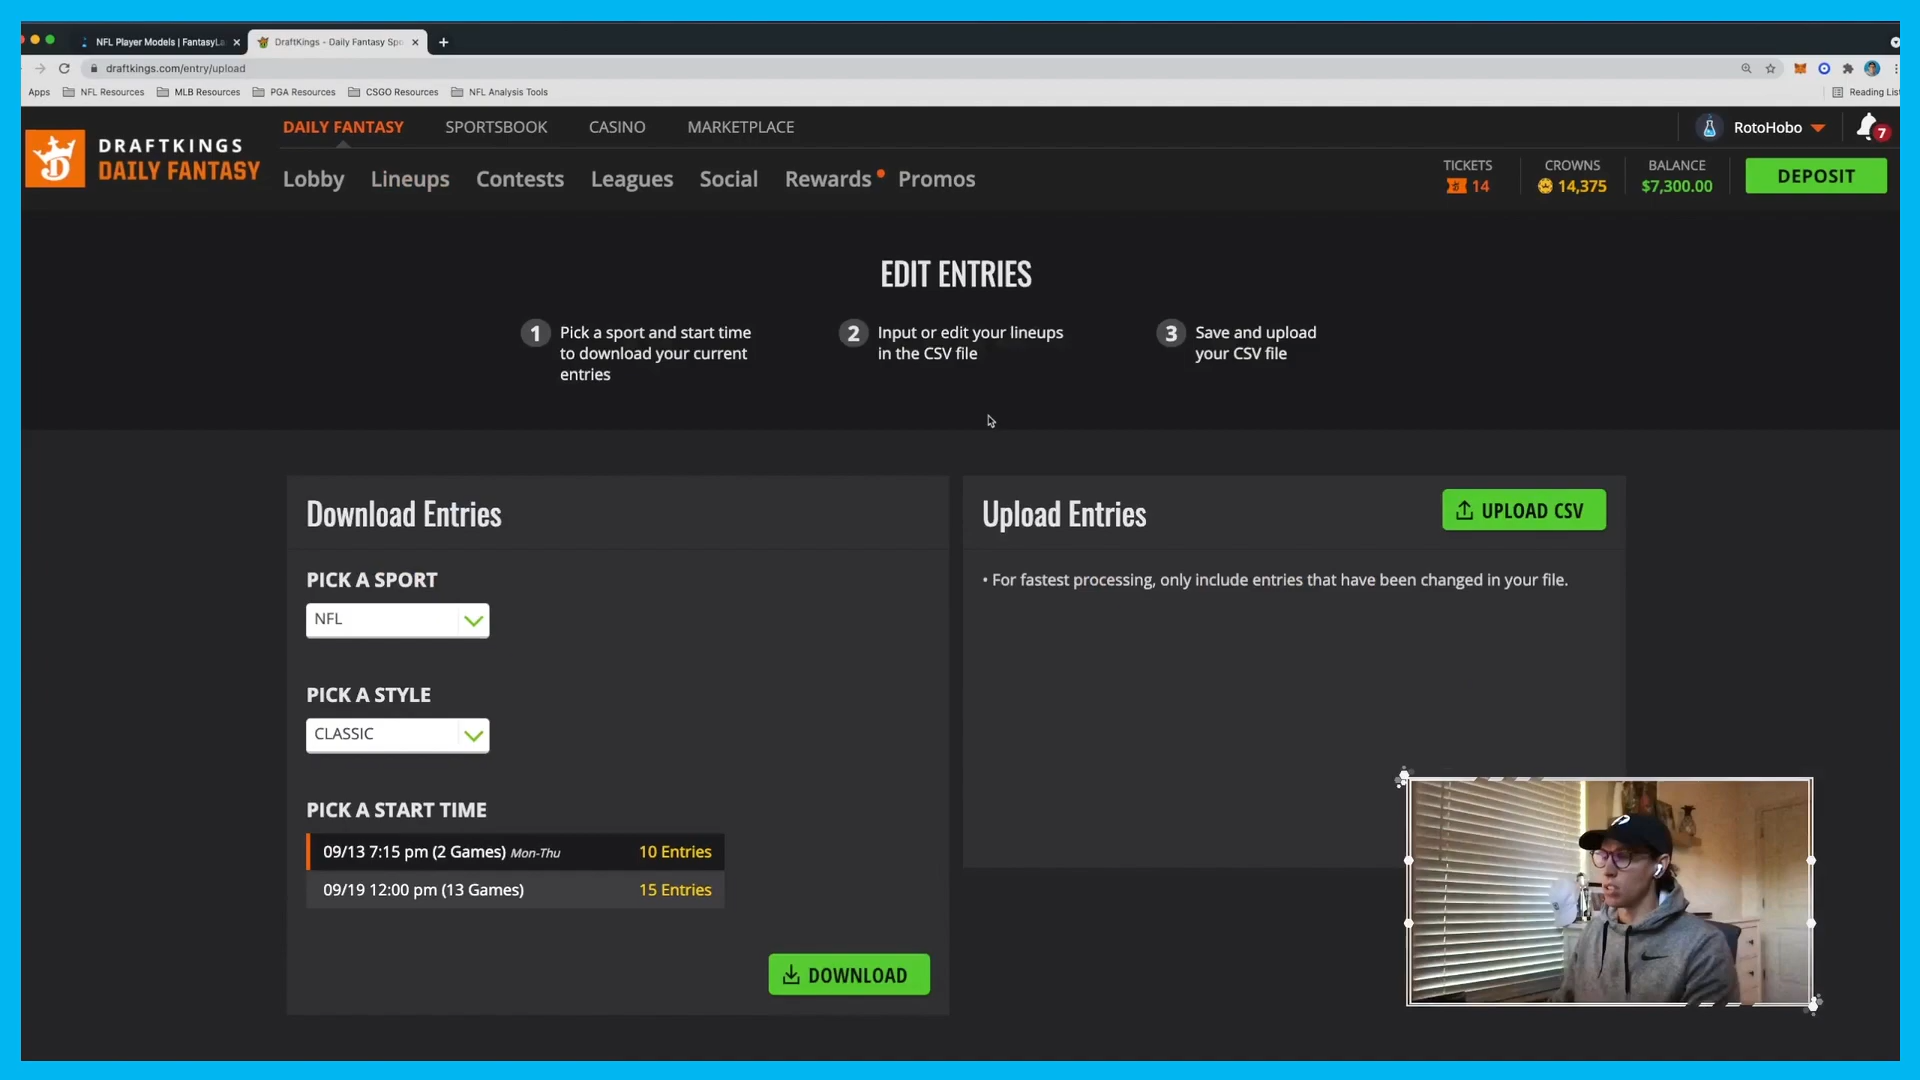 NFL Player Models | FantasyLa
DraftKings - Daily Fantasy Spo
draftkings.com/entry/upload
Apps
NFL Resources
MLB Resources
PGA Resources
CSGO Resources
NFL Analysis Tools
Reading List
DRAFTKINGS
DAILY FANTASY
DAILY FANTASY
SPORTSBOOK
CASINO
MARKETPLACE
RotoHobo
7
Lobby
Lineups
Contests
Leagues
Social
Rewards
Promos
TICKETS
14
CROWNS
14,375
BALANCE
$7,300.00
DEPOSIT
EDIT ENTRIES
1
Pick a sport and start time
to download your current
entries
2
Input or edit your lineups
in the CSV file
3
Save and upload
your CSV file
Download Entries
PICK A SPORT
NFL
PICK A STYLE
CLASSIC
PICK A START TIME
09/13 7:15 pm (2 Games) Mon-Thu 10 Entries
09/19 12:00 pm (13 Games) 15 Entries
DOWNLOAD
Upload Entries
UPLOAD CSV
• For fastest processing, only include entries that have been changed in your file.